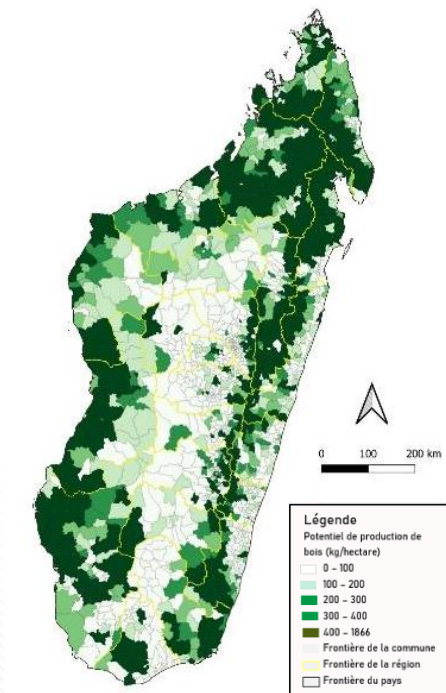 0 100 200 km
Légende
Potentiel de production de
bois (kg/hectare)
0 – 100
100 – 200
200 – 300
300 – 400
400 – 1866
Frontière de la commune
Frontière de la région
Frontière du pays